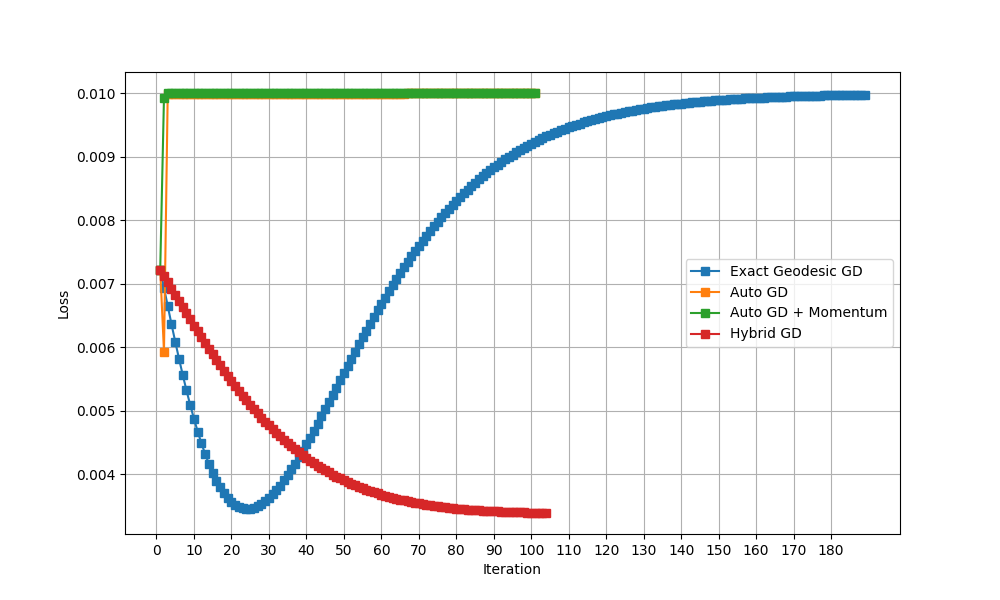 0.010
0.009
0.008
0.007
0.006
0.005
0.004
Loss
Exact Geodesic GD
Auto GD
Auto GD + Momentum
Hybrid GD
0 10 20 30 40 50 60 70 80 90 100 110 120 130 140 150 160 170 180
Iteration